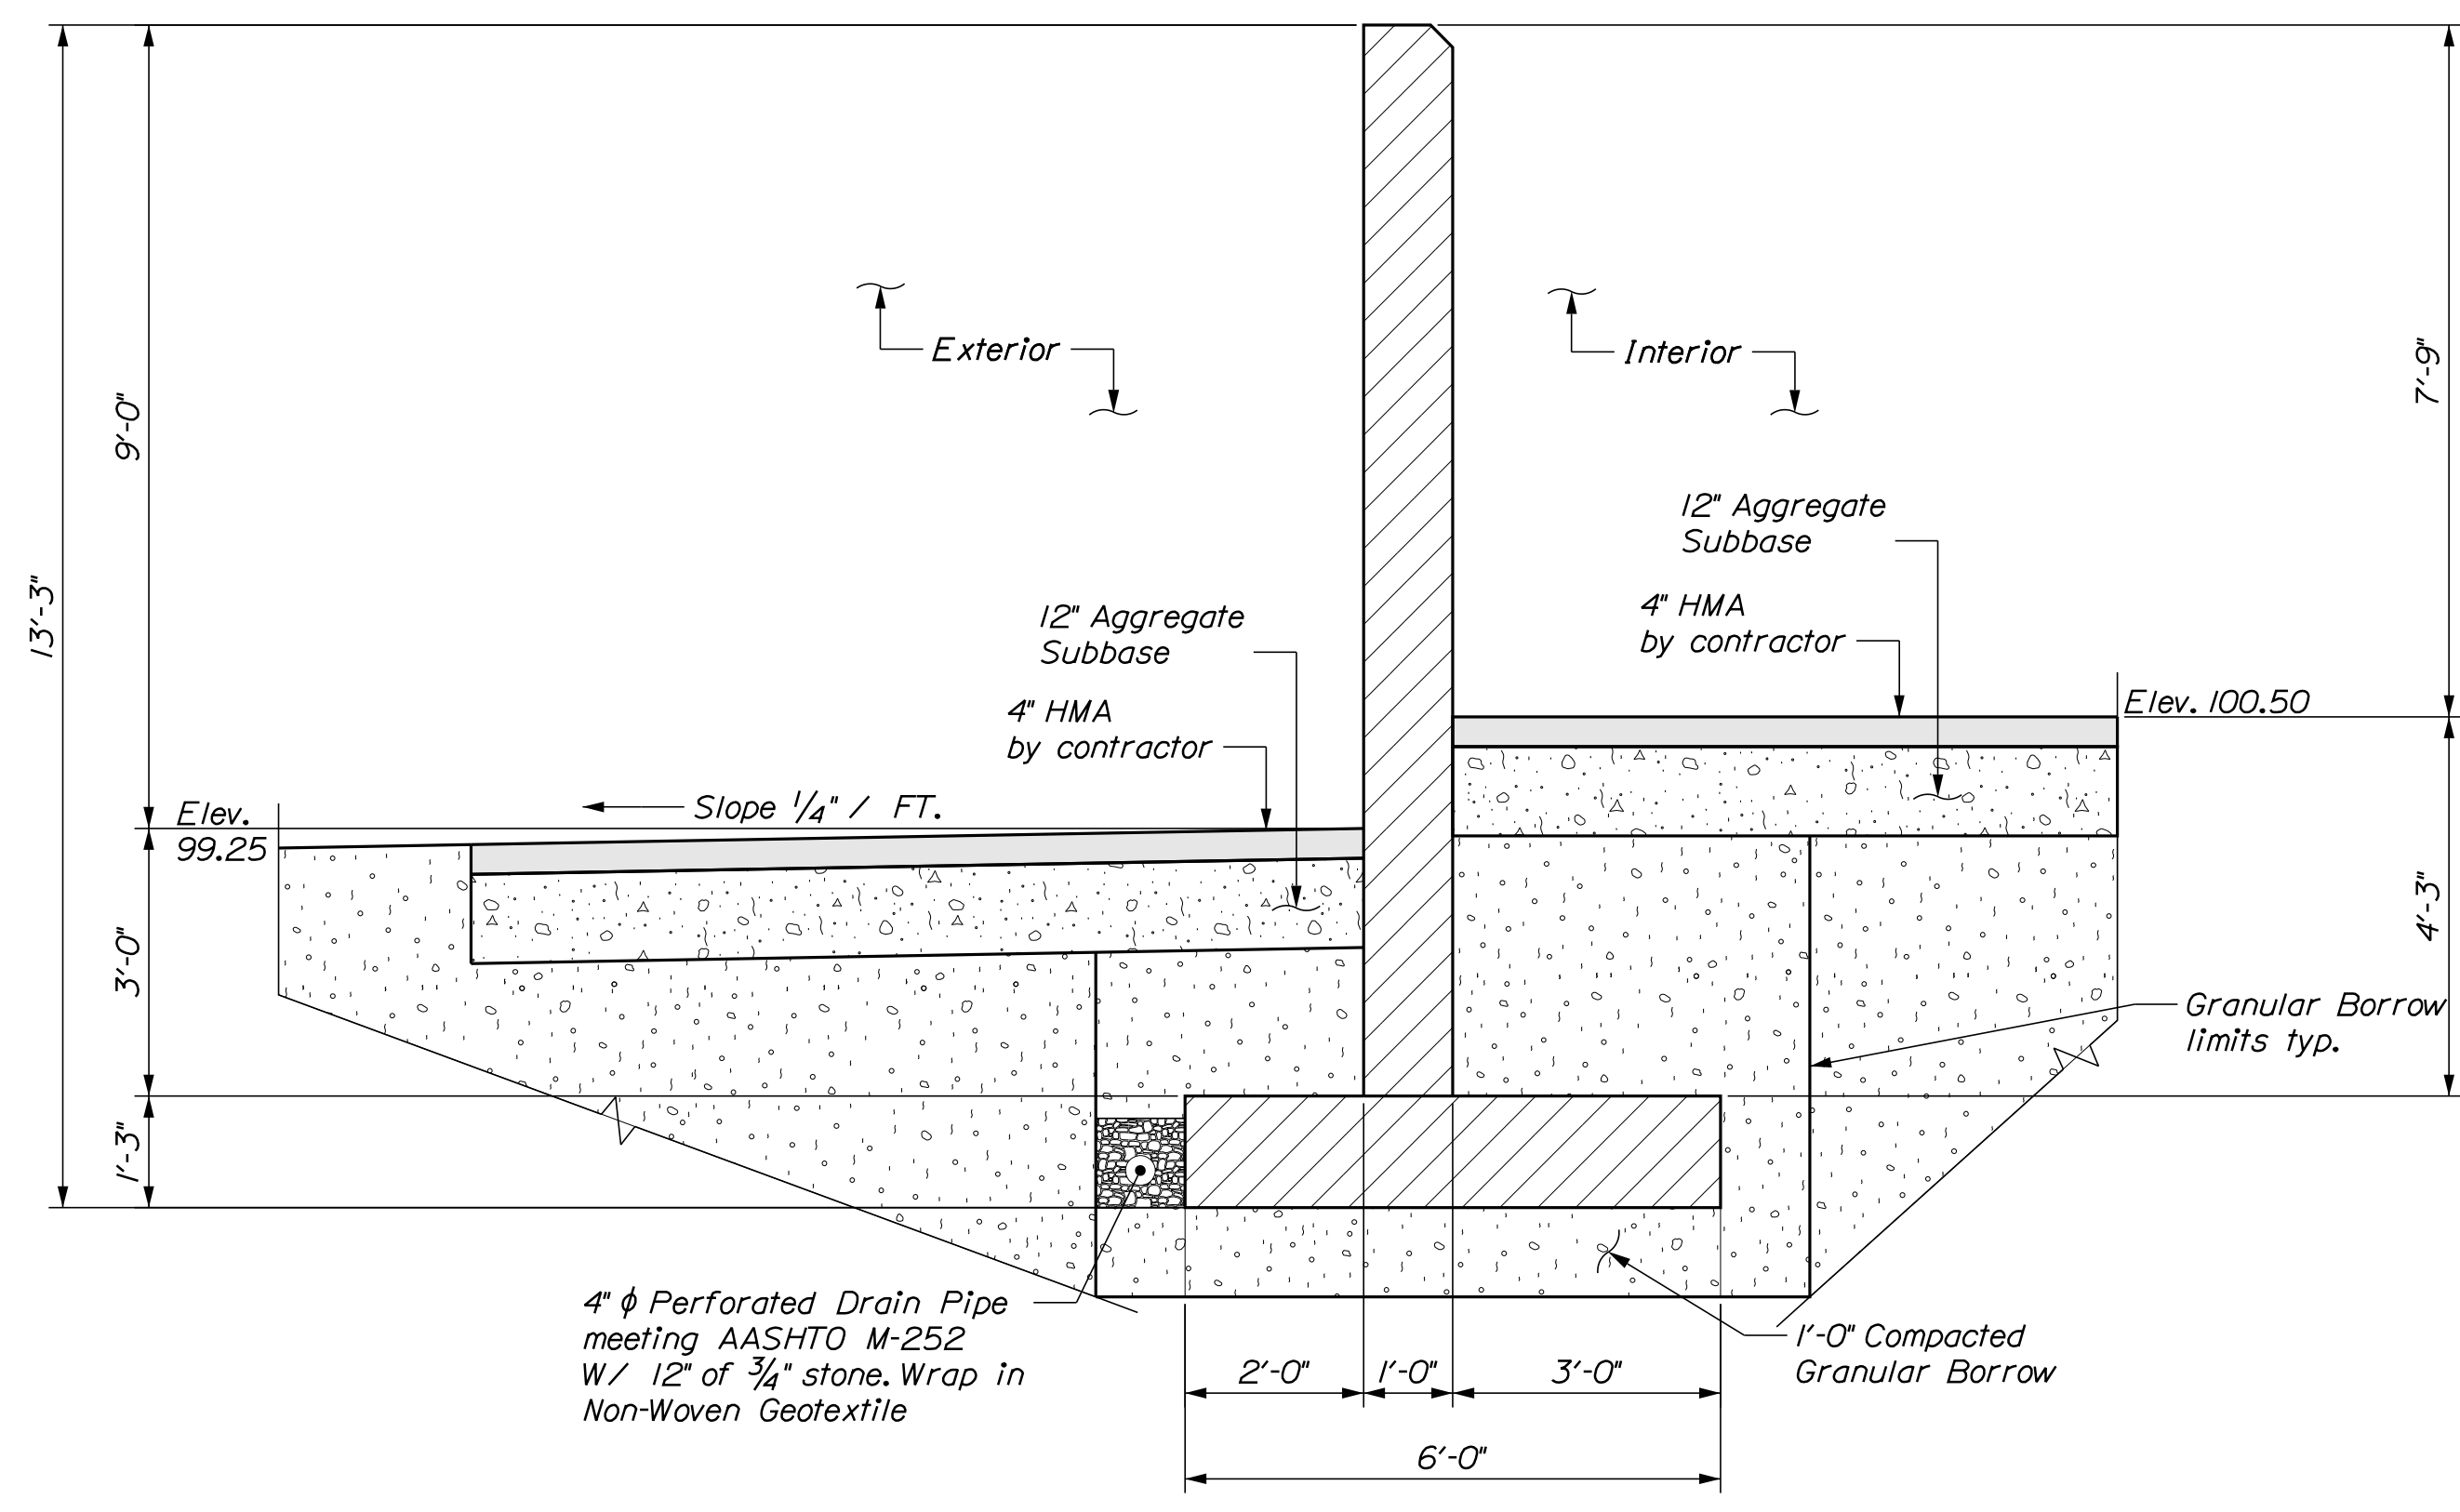 13'-3"
9'-0"
3'-0"
1'-3"
Exterior
Interior
7'-9"
12" Aggregate
Subbase
4" HMA
by contractor
12" Aggregate
Subbase
4" HMA
by contractor
Elev. 100.50
Slope 1/4" / FT.
Elev.
99.25
4'-3"
Granular Borrow
limits typ.
4" ϕ Perforated Drain Pipe
meeting AASHTO M-252
W/ 12" of 3/4" stone. Wrap in
Non-Woven Geotextile
1'-0" Compacted
Granular Borrow
2'-0"
1'-0"
3'-0"
6'-0"